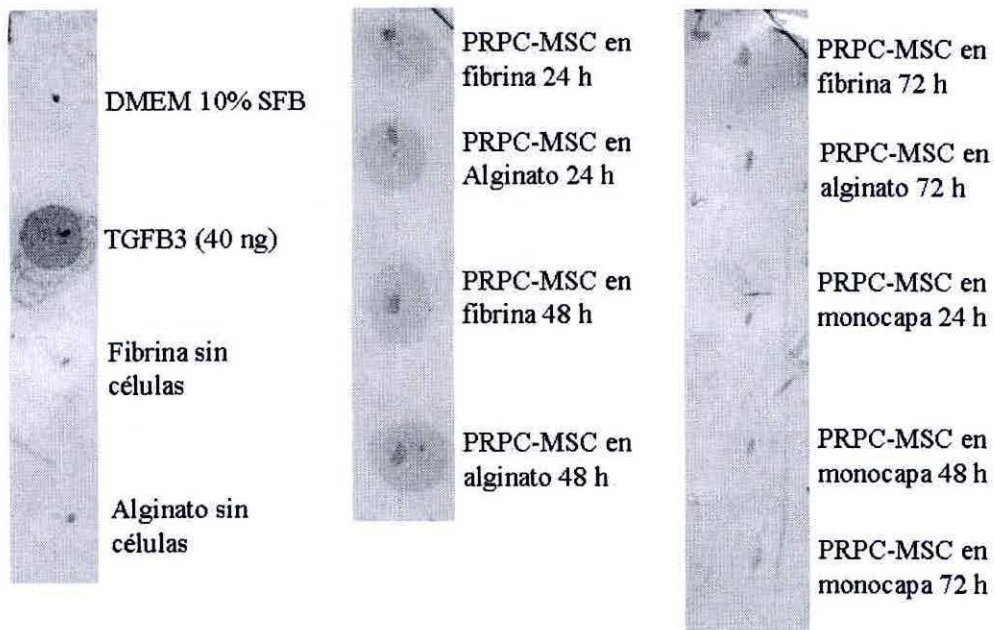 DMEM 10% SFB
TGFB3 (40 ng)
Fibrina sin
células
Alginato sin
células
PRPC-MSC en
fibrina 24 h
PRPC-MSC en
Alginato 24 h
PRPC-MSC en
fibrina 48 h
PRPC-MSC en
alginato 48 h
PRPC-MSC en
fibrina 72 h
PRPC-MSC en
alginato 72 h
PRPC-MSC en
monocapa 24 h
PRPC-MSC en
monocapa 48 h
PRPC-MSC en
monocapa 72 h